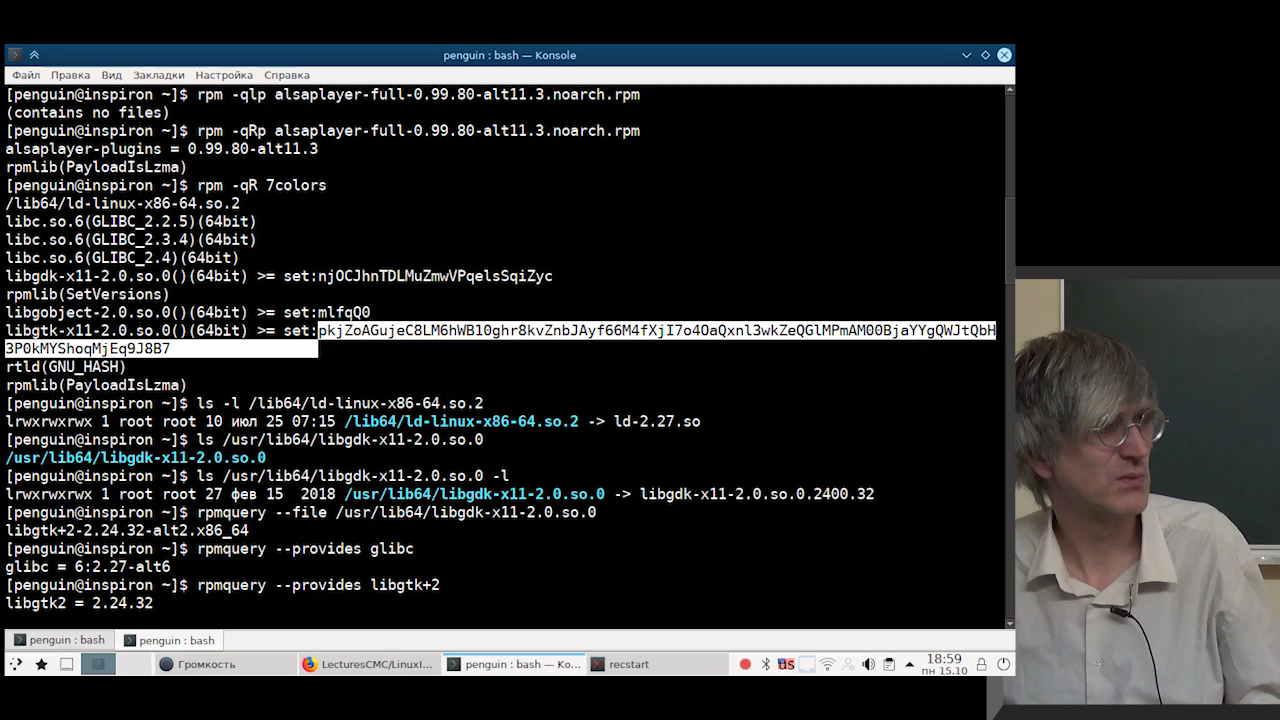 penguin : bash — Konsole
Файл Правка Вид Закладки Настройка Справка
[penguin@inspiron ~]$ rpm -qlp alsaplayer-full-0.99.80-alt11.3.noarch.rpm
(contains no files)
[penguin@inspiron ~]$ rpm -qRp alsaplayer-full-0.99.80-alt11.3.noarch.rpm
alsaplayer-plugins = 0.99.80-alt11.3
rpmlib(PayloadIsLzma)
[penguin@inspiron ~]$ rpm -qR 7colors
/lib64/ld-linux-x86-64.so.2
libc.so.6(GLIBC_2.2.5)(64bit)
libc.so.6(GLIBC_2.3.4)(64bit)
libc.so.6(GLIBC_2.4)(64bit)
libgdk-x11-2.0.so.0()(64bit) >= set:njOCJhnTDLMuZmwVPqelsSqiZyc
rpmlib(SetVersions)
libgobject-2.0.so.0()(64bit) >= set:mlfqQ0
libgtk-x11-2.0.so.0()(64bit) >= set:pkjZoAGujeC8LM6hWB10ghr8kvZnbJAyf66M4fXjI7o4OaQxnl3wkZeQGlMPmAM00BjaYYgQWJtQbH
3P0kMYShoqMjEq9J8B7
rtld(GNU_HASH)
rpmlib(PayloadIsLzma)
[penguin@inspiron ~]$ ls -l /lib64/ld-linux-x86-64.so.2
lrwxrwxrwx 1 root root 10 июл 25 07:15 /lib64/ld-linux-x86-64.so.2 -> ld-2.27.so
[penguin@inspiron ~]$ ls /usr/lib64/libgdk-x11-2.0.so.0
/usr/lib64/libgdk-x11-2.0.so.0
[penguin@inspiron ~]$ ls /usr/lib64/libgdk-x11-2.0.so.0 -l
lrwxrwxrwx 1 root root 27 фев 15  2018 /usr/lib64/libgdk-x11-2.0.so.0 -> libgdk-x11-2.0.so.0.2400.32
[penguin@inspiron ~]$ rpmquery --file /usr/lib64/libgdk-x11-2.0.so.0
libgtk+2-2.24.32-alt2.x86_64
[penguin@inspiron ~]$ rpmquery --provides glibc
glibc = 6:2.27-alt6
[penguin@inspiron ~]$ rpmquery --provides libgtk+2
libgtk2 = 2.24.32
penguin : bash penguin : bash
Громкость LecturesCMC/LinuxI... penguin : bash — Ko... recstart us 18:59
пн 15.10